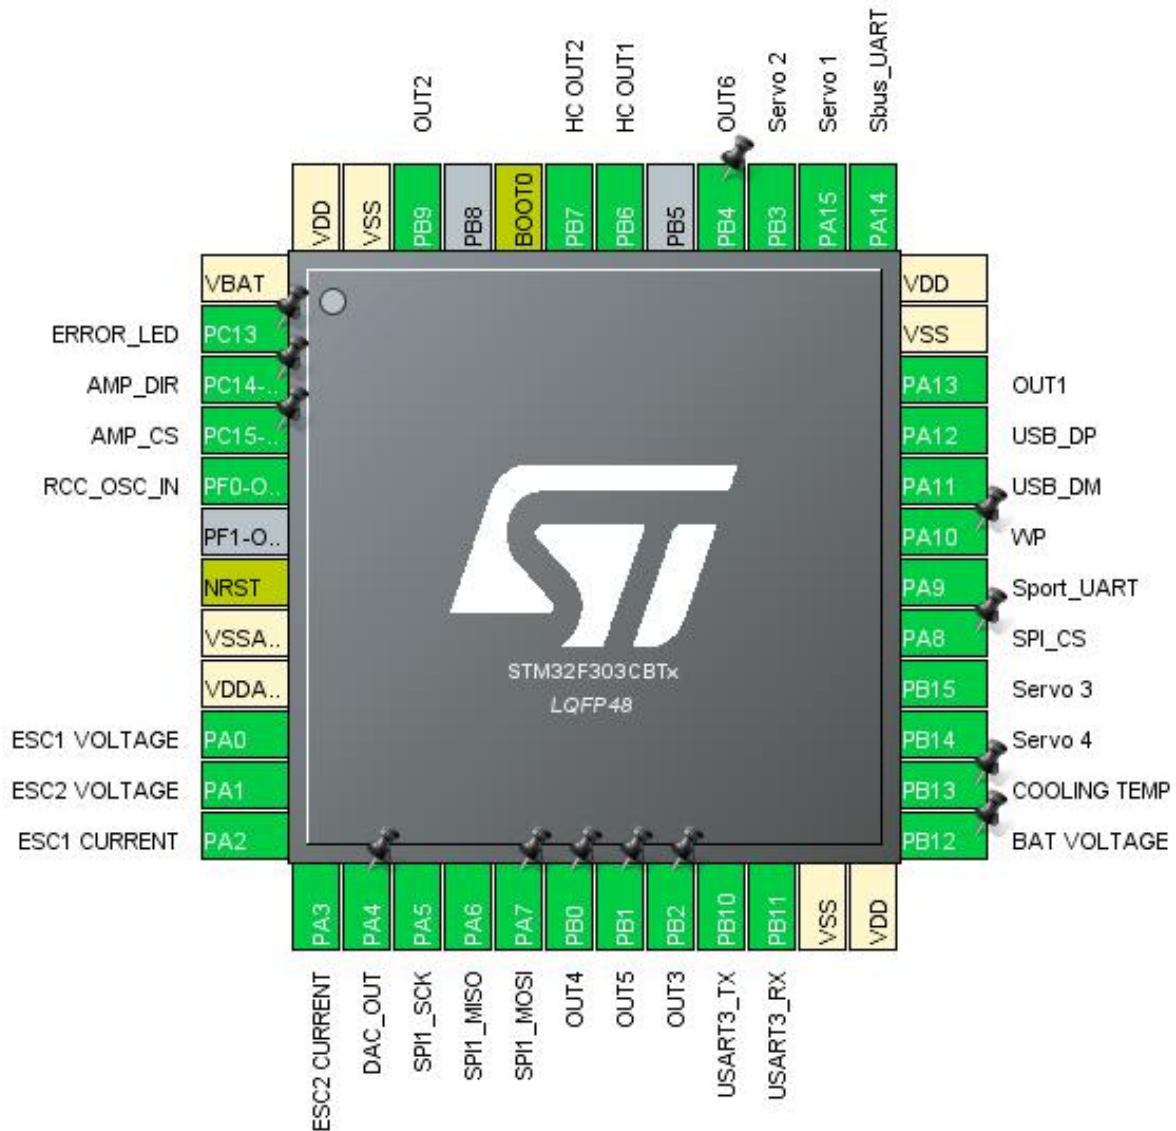 OUT2
HC OUT2
HC OUT1
OUT6
Servo 2
Servo 1
Sbus_UART
VDD
VSS
PB9
PB8
BOOT0
PB7
PB6
PB5
PB4
PB3
PA15
PA14
VBAT
ERROR_LED PC13
AMP_DIR PC14-..
AMP_CS PC15-..
RCC_OSC_IN PF0-O..
PF1-O..
NRST
VSSA..
VDDA..
ESC1 VOLTAGE PA0
ESC2 VOLTAGE PA1
ESC1 CURRENT PA2
VDD
VSS
PA13 OUT1
PA12 USB_DP
PA11 USB_DM
PA10 WP
PA9 Sport_UART
PA8 SPI_CS
PB15 Servo 3
PB14 Servo 4
PB13 COOLING TEMP
PB12 BAT VOLTAGE
ST
STM32F303CBTx
LQFP48
PA3
PA4
PA5
PA6
PA7
PB0
PB1
PB2
PB10
PB11
VSS
VDD
ESC2 CURRENT
DAC_OUT
SPI1_SCK
SPI1_MISO
SPI1_MOSI
OUT4
OUT5
OUT3
USART3_TX
USART3_RX